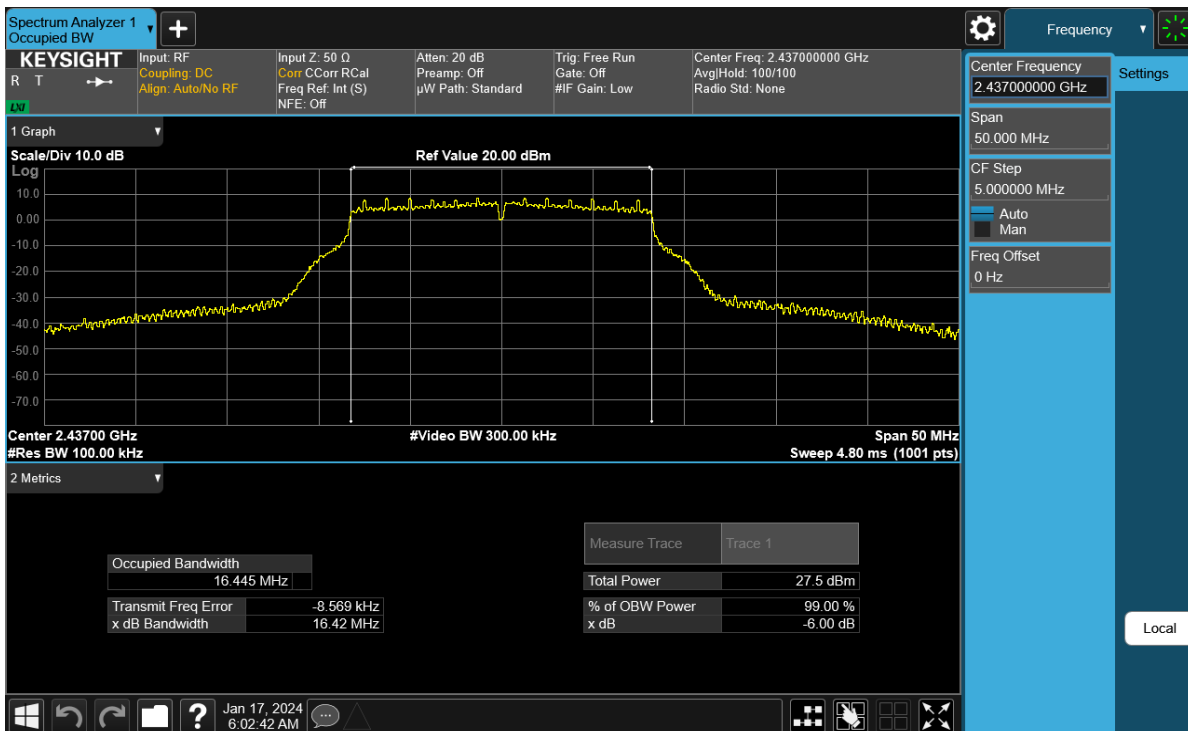 Spectrum Analyzer 1
Occupied BW
Frequency
KEYSIGHT
R T
LXI
Input: RF
Coupling: DC
Align: Auto/No RF
Input Z: 50 Ω
Corr CCorr RCal
Freq Ref: Int (S)
NFE: Off
Atten: 20 dB
Preamp: Off
µW Path: Standard
Trig: Free Run
Gate: Off
#IF Gain: Low
Center Freq: 2.437000000 GHz
Avg|Hold: 100/100
Radio Std: None
Center Frequency
2.437000000 GHz
Settings
Span
50.000 MHz
CF Step
5.000000 MHz
Auto
Man
Freq Offset
0 Hz
Local
1 Graph
Scale/Div 10.0 dB
Ref Value 20.00 dBm
Log
10.0
0.00
-10.0
-20.0
-30.0
-40.0
-50.0
-60.0
-70.0
Center 2.43700 GHz
#Video BW 300.00 kHz
Span 50 MHz
#Res BW 100.00 kHz
Sweep 4.80 ms (1001 pts)
2 Metrics
Measure Trace Trace 1
Occupied Bandwidth
16.445 MHz
Total Power 27.5 dBm
Transmit Freq Error -8.569 kHz
% of OBW Power 99.00 %
x dB Bandwidth 16.42 MHz
x dB -6.00 dB
Jan 17, 2024
6:02:42 AM